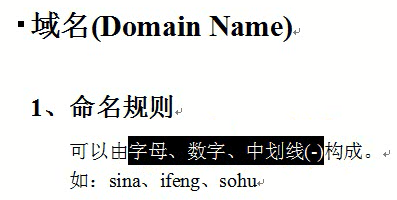 域名(Domain Name)
1、命名规则
可以由字母、数字、中划线(-)构成。
如：sina、ifeng、sohu